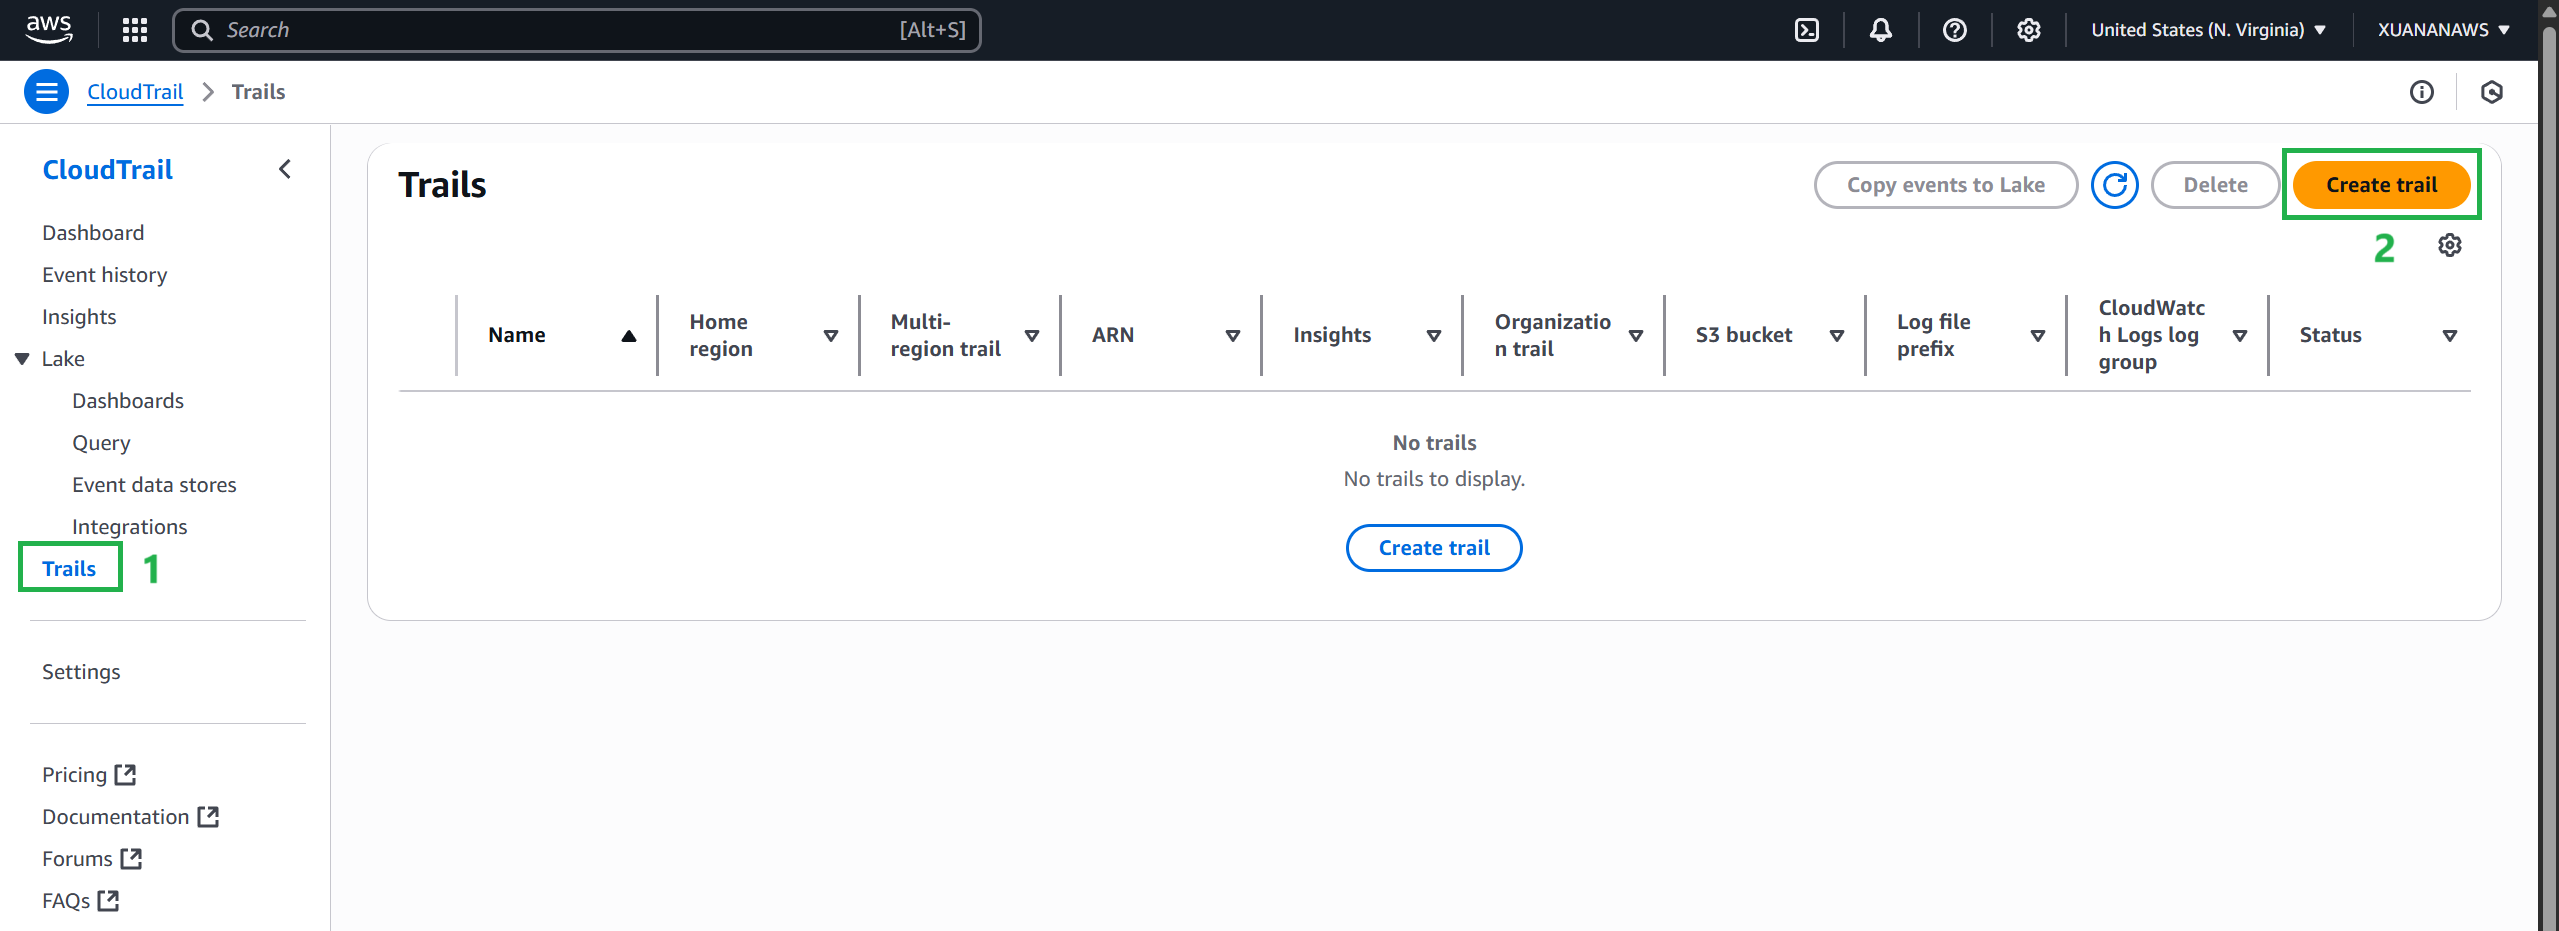 aws
Search
[Alt+S]
United States (N. Virginia)
XUANANAWS
CloudTrail
Trails
CloudTrail
Dashboard
Event history
Insights
Lake
Dashboards
Query
Event data stores
Integrations
Trails
1
Settings
Pricing
Documentation
Forums
FAQs
Trails
Copy events to Lake
Delete
Create trail
2
Name
Home
region
Multi-
region trail
ARN
Insights
Organizatio
n trail
S3 bucket
Log file
prefix
CloudWatc
h Logs log
group
Status
No trails
No trails to display.
Create trail